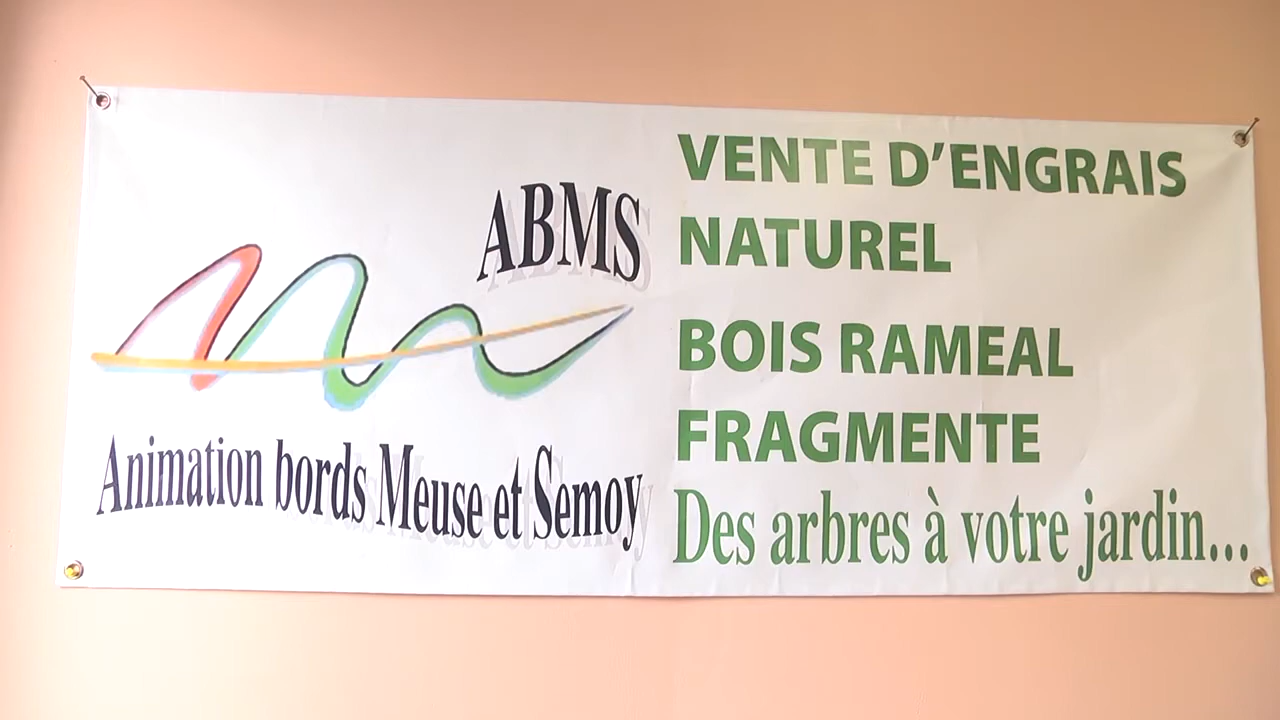 ABMS
Animation bords Meuse et Semoy
VENTE D'ENGRAIS
NATUREL
BOIS RAMEAL
FRAGMENTE
Des arbres à votre jardin...